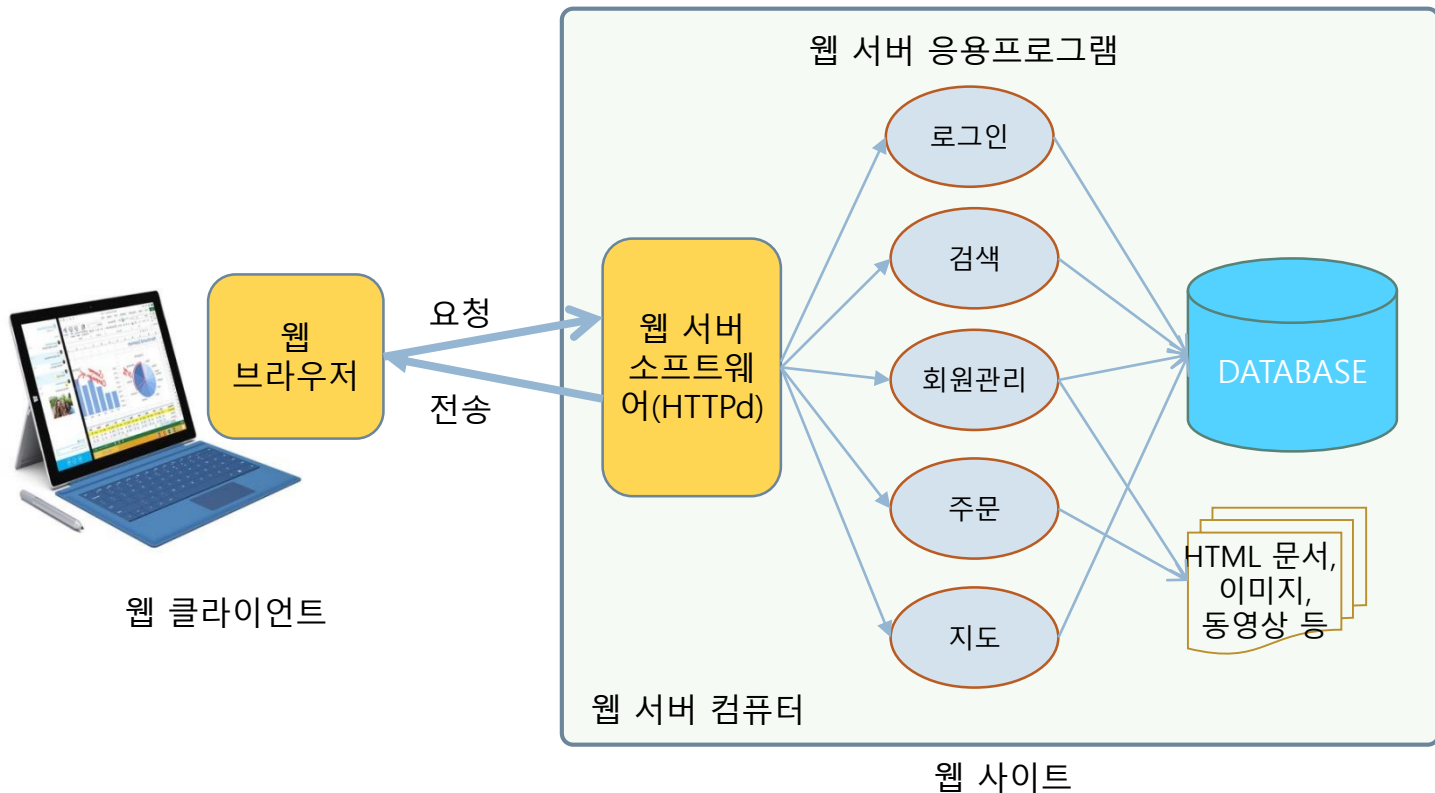 웹 서버 응용프로그램
로그인
검색
회원관리
주문
지도
웹
브라우저
요청
전송
웹 서버
소프트웨
어(HTTPd)
DATABASE
HTML 문서,
이미지,
동영상 등
웹 클라이언트
웹 서버 컴퓨터
웹 사이트